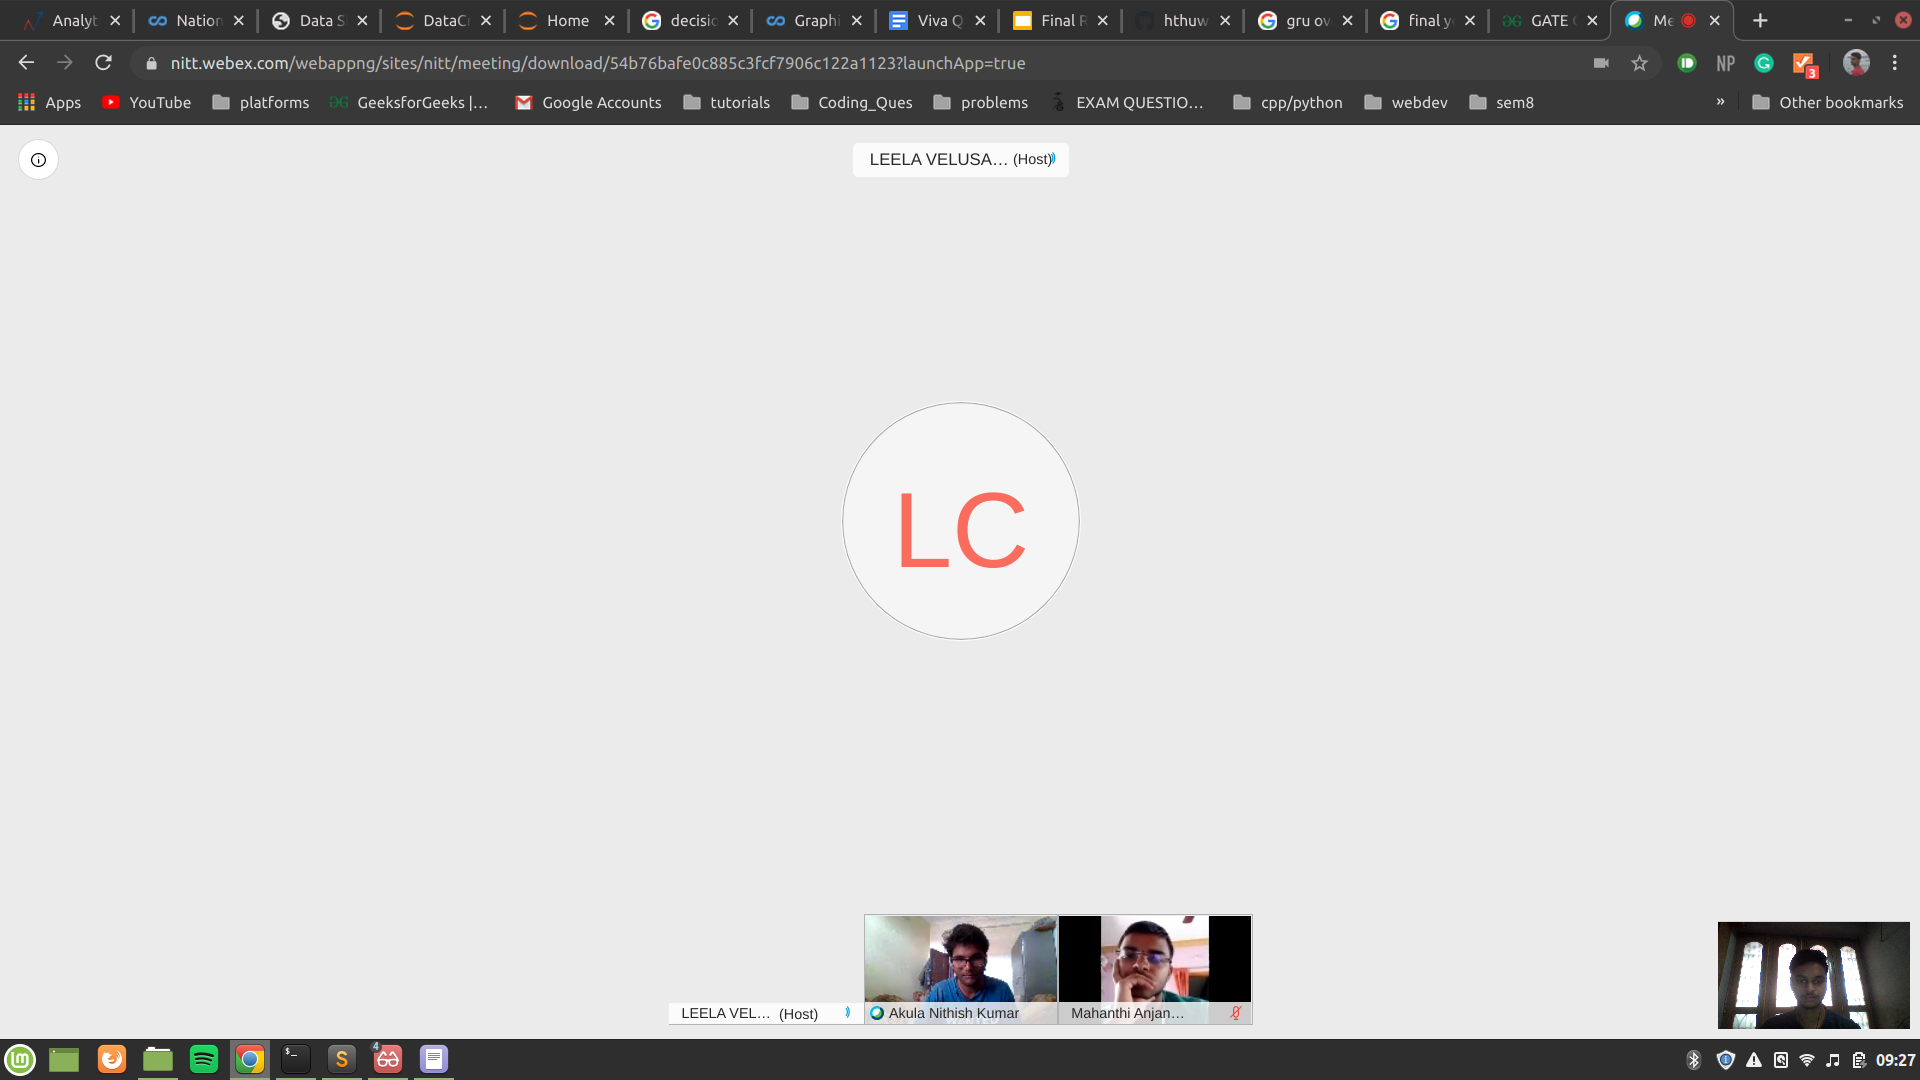 Analyt
Nation
Data S
DataC
Home
decisio
Graphi
Viva Q
Final R
hthuw
gru ov
final y
GATE
Me
nitt.webex.com/webappng/sites/nitt/meeting/download/54b76bafe0c885c3fcf7906c122a1123?launchApp=true
NP
3
Apps
YouTube
platforms
GeeksforGeeks |...
Google Accounts
tutorials
Coding_Ques
problems
EXAM QUESTIO...
cpp/python
webdev
sem8
»
Other bookmarks
LEELA VELUSA... (Host)
LC
LEELA VEL... (Host)
Akula Nithish Kumar
Mahanthi Anjan...
$-
S
4
09:27